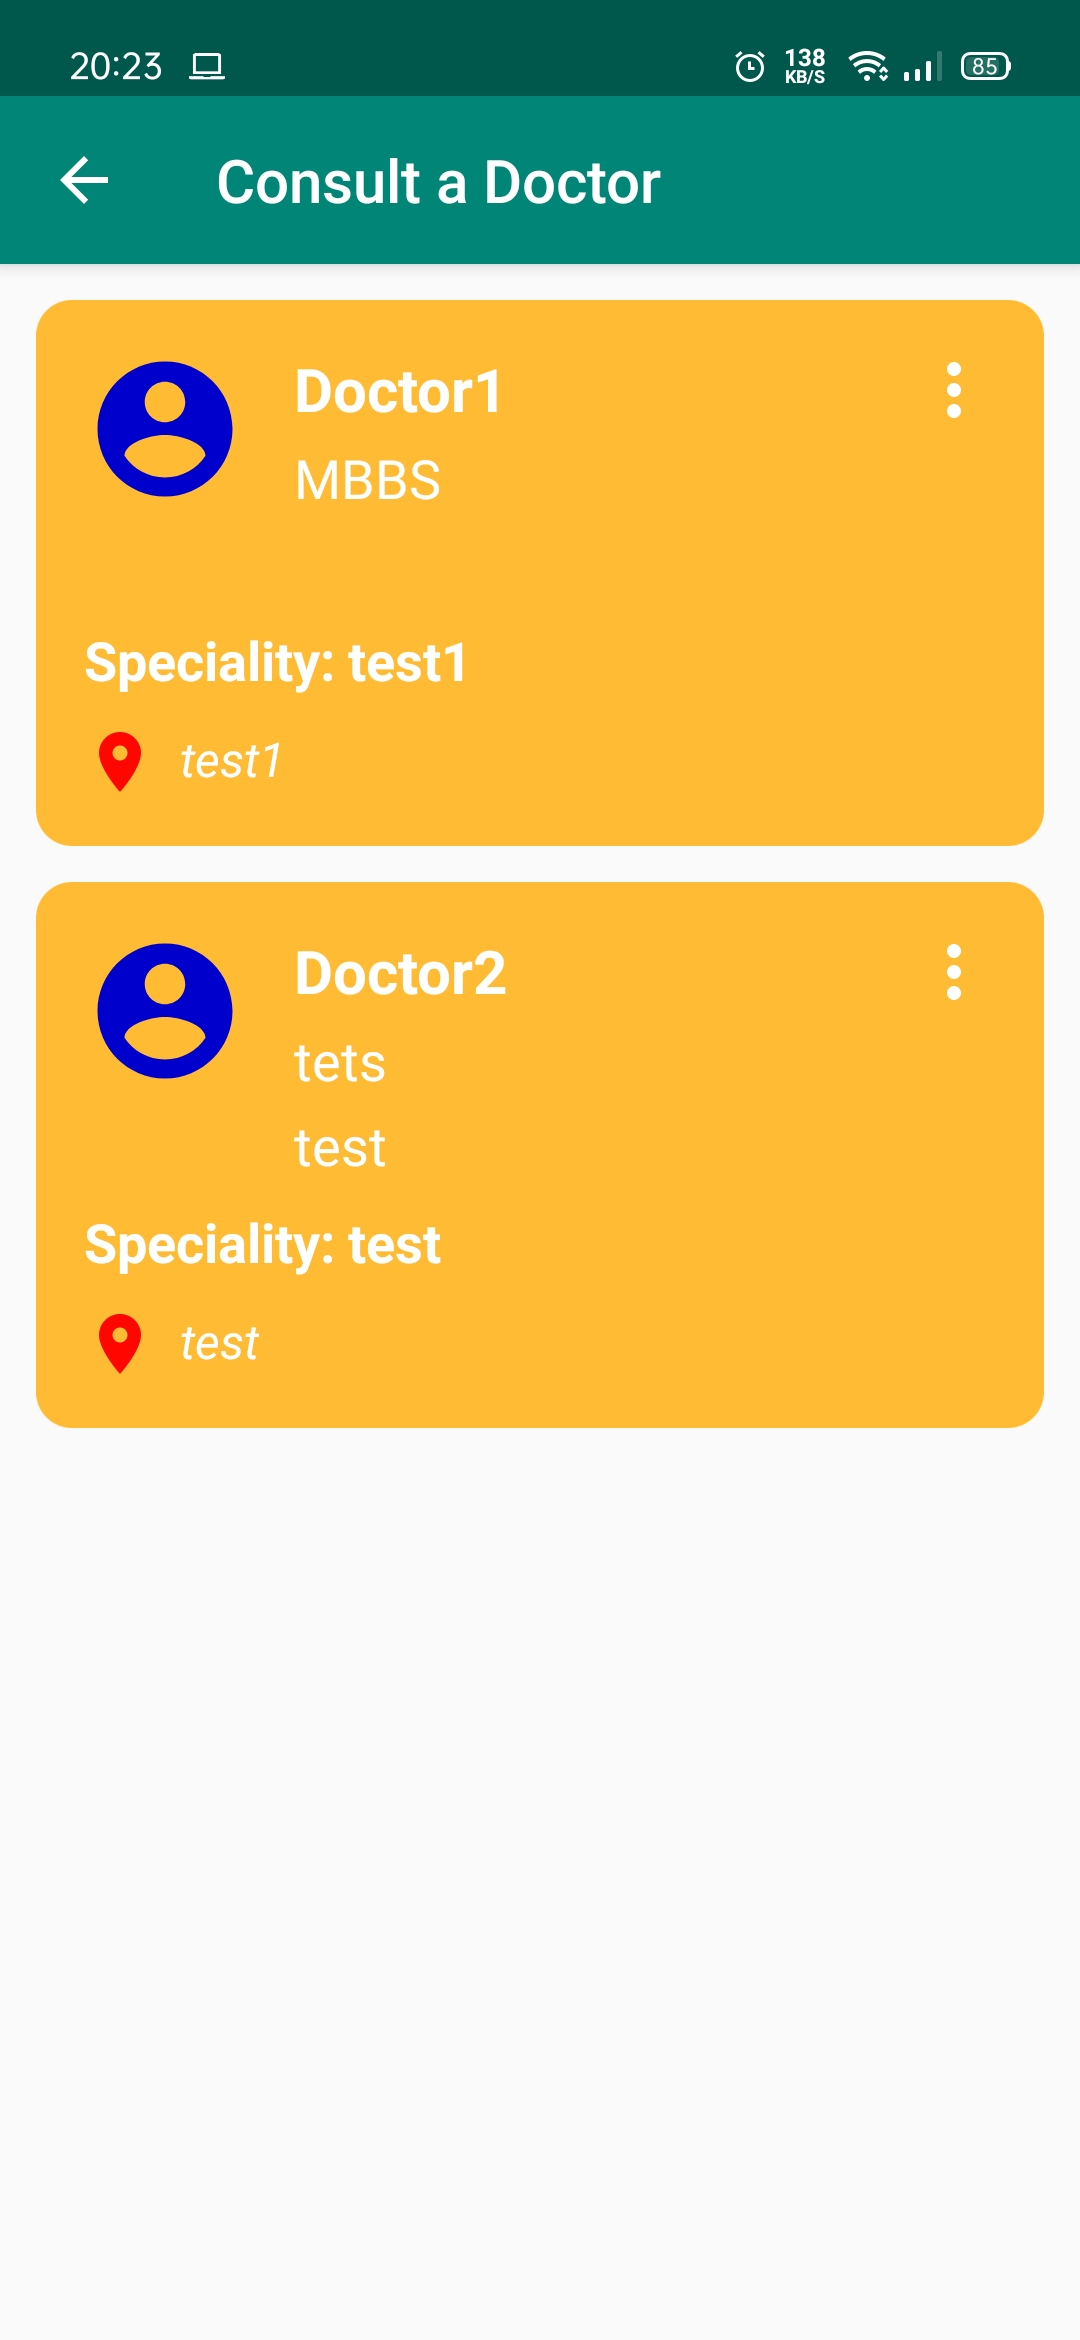 20:23 138 KB/S 85
Consult a Doctor
Doctor1
MBBS
Speciality: test1
test1
Doctor2
tets
test
Speciality: test
test